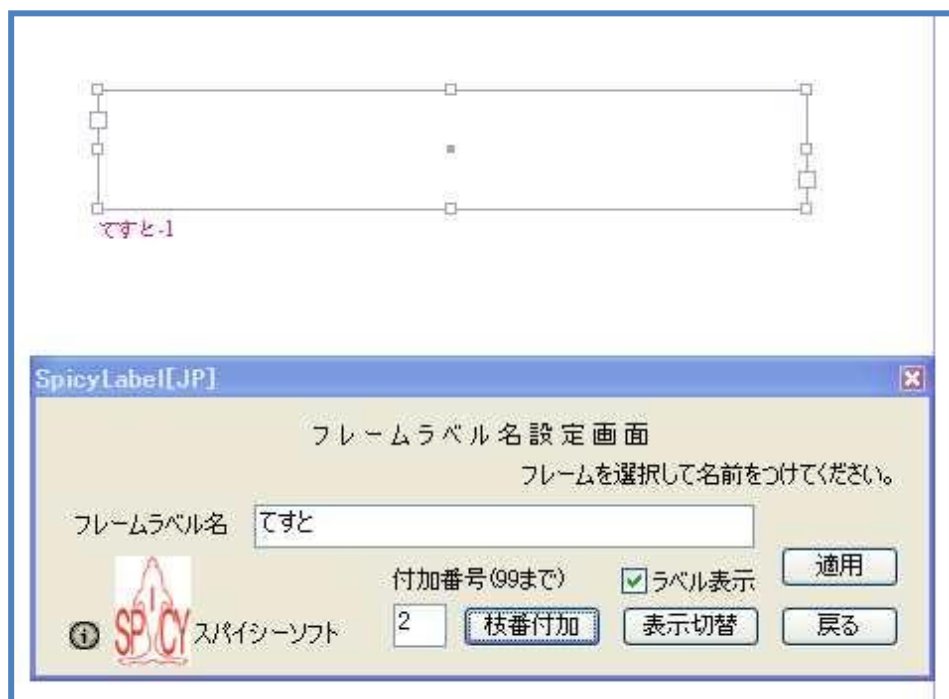 てすと-1
SpicyLabel[JP]
フレームラベル名設定画面
フレームを選択して名前をつけてください。
フレームラベル名 てすと
付加番号(99まで) ラベル表示 適用
SPICY スパイシーソフト 2 枝番付加 表示切替 戻る